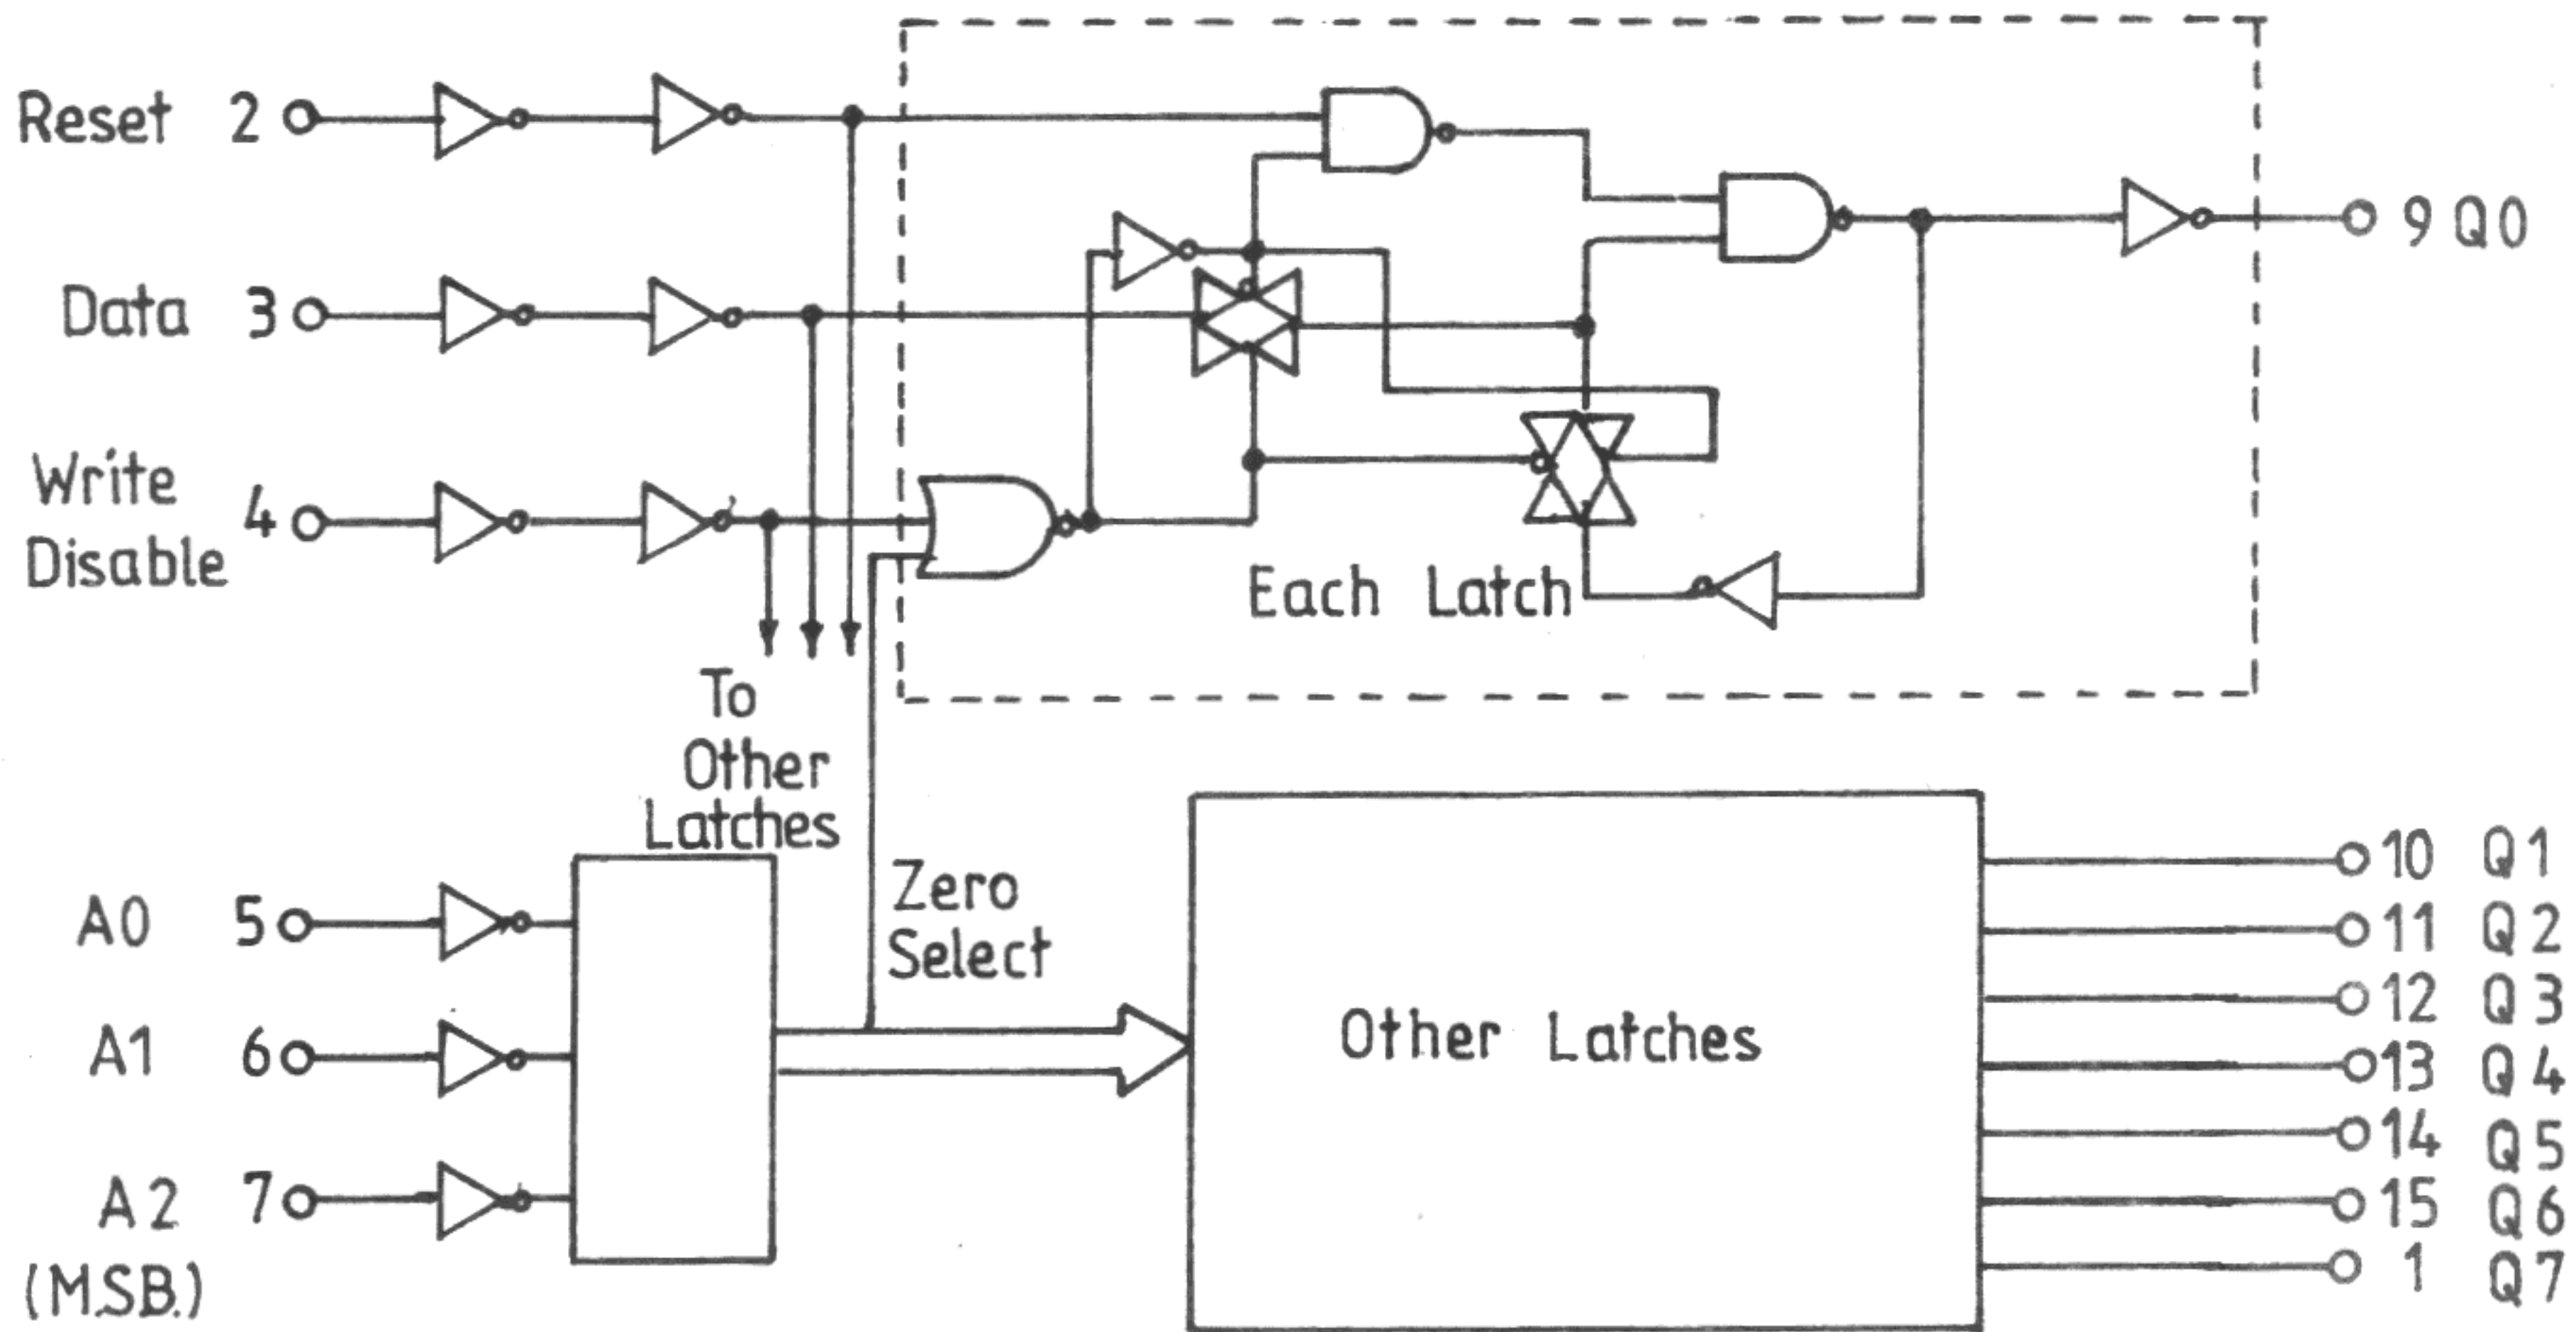 Reset 2
Data 3
Write
Disable 4
9 Q0
Each Latch
To
Other
Latches
Zero
Select
A0 5
A1 6
A2 7
(M.S.B.)
Other Latches
10 Q1
11 Q2
12 Q3
13 Q4
14 Q5
15 Q6
1 Q7